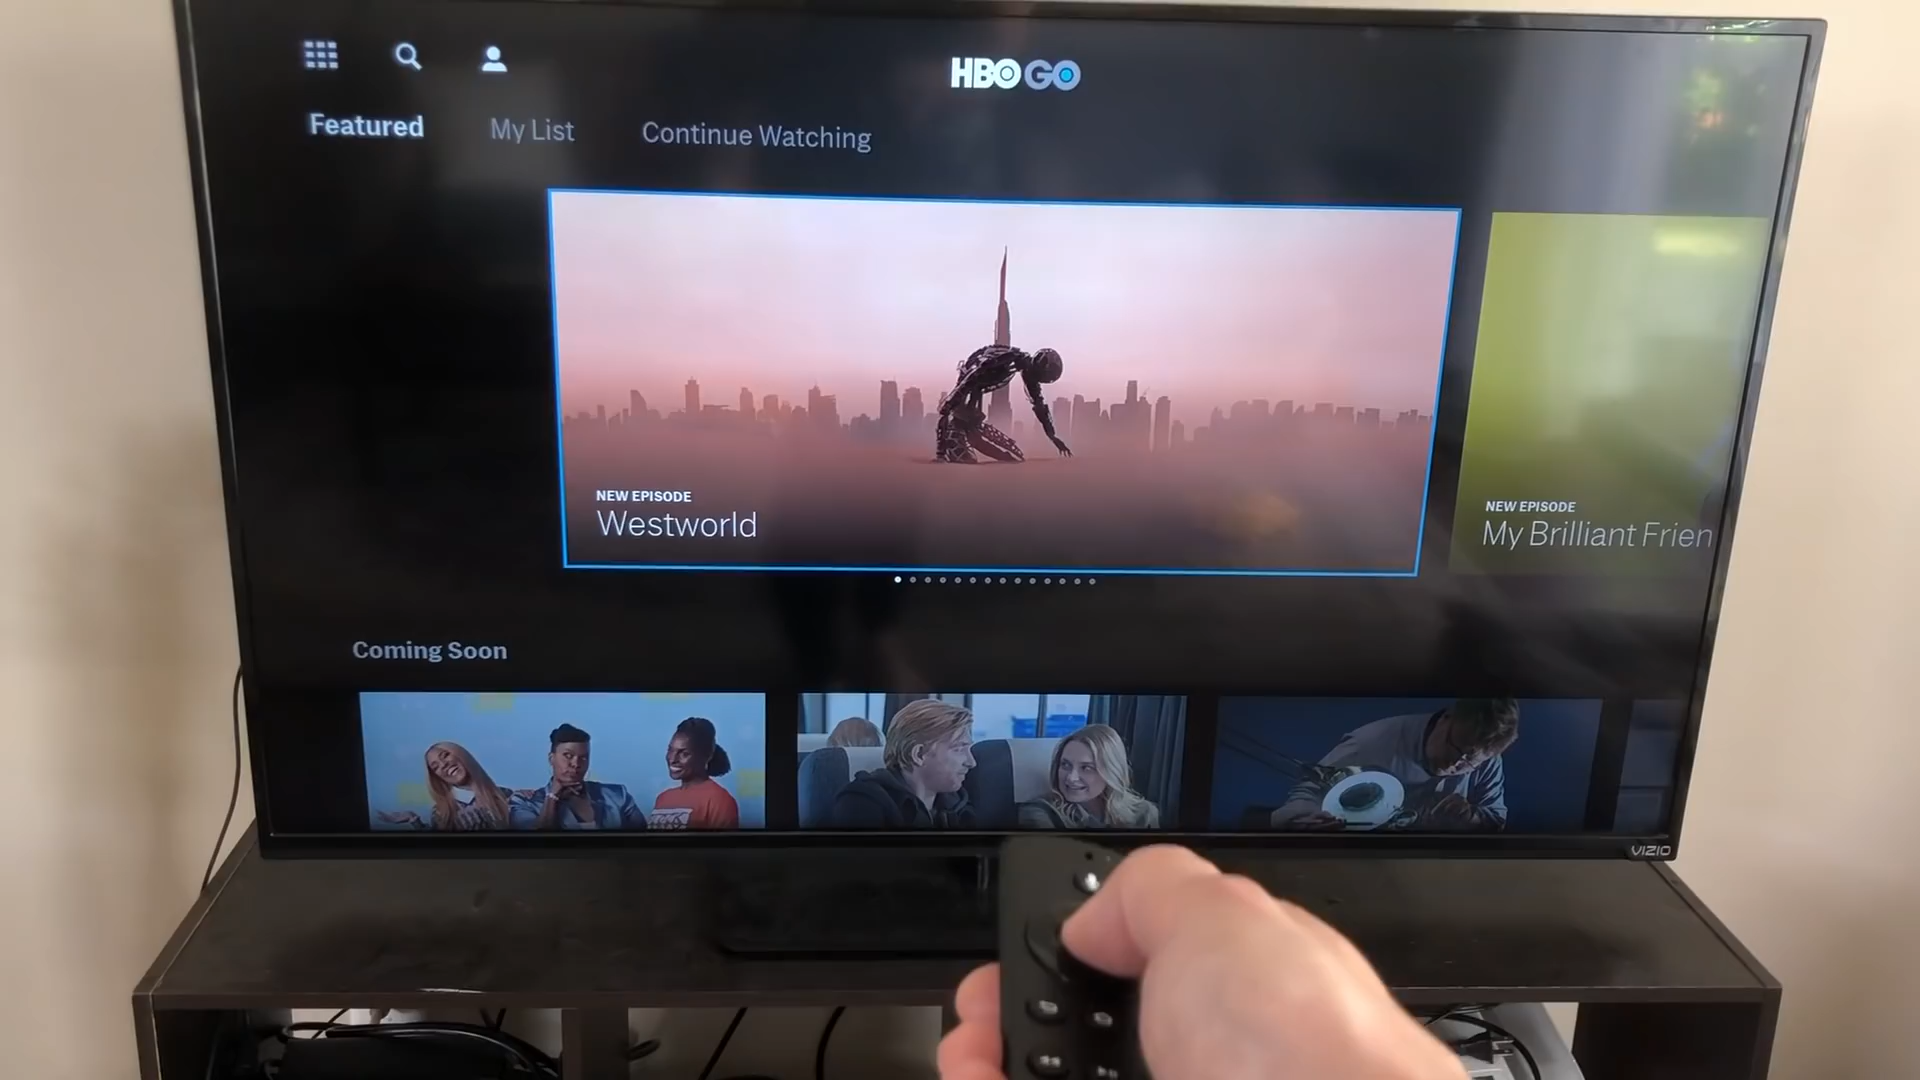 HBO GO
Featured
My List
Continue Watching
NEW EPISODE
Westworld
NEW EPISODE
My Brilliant Frien
Coming Soon
VIZIO